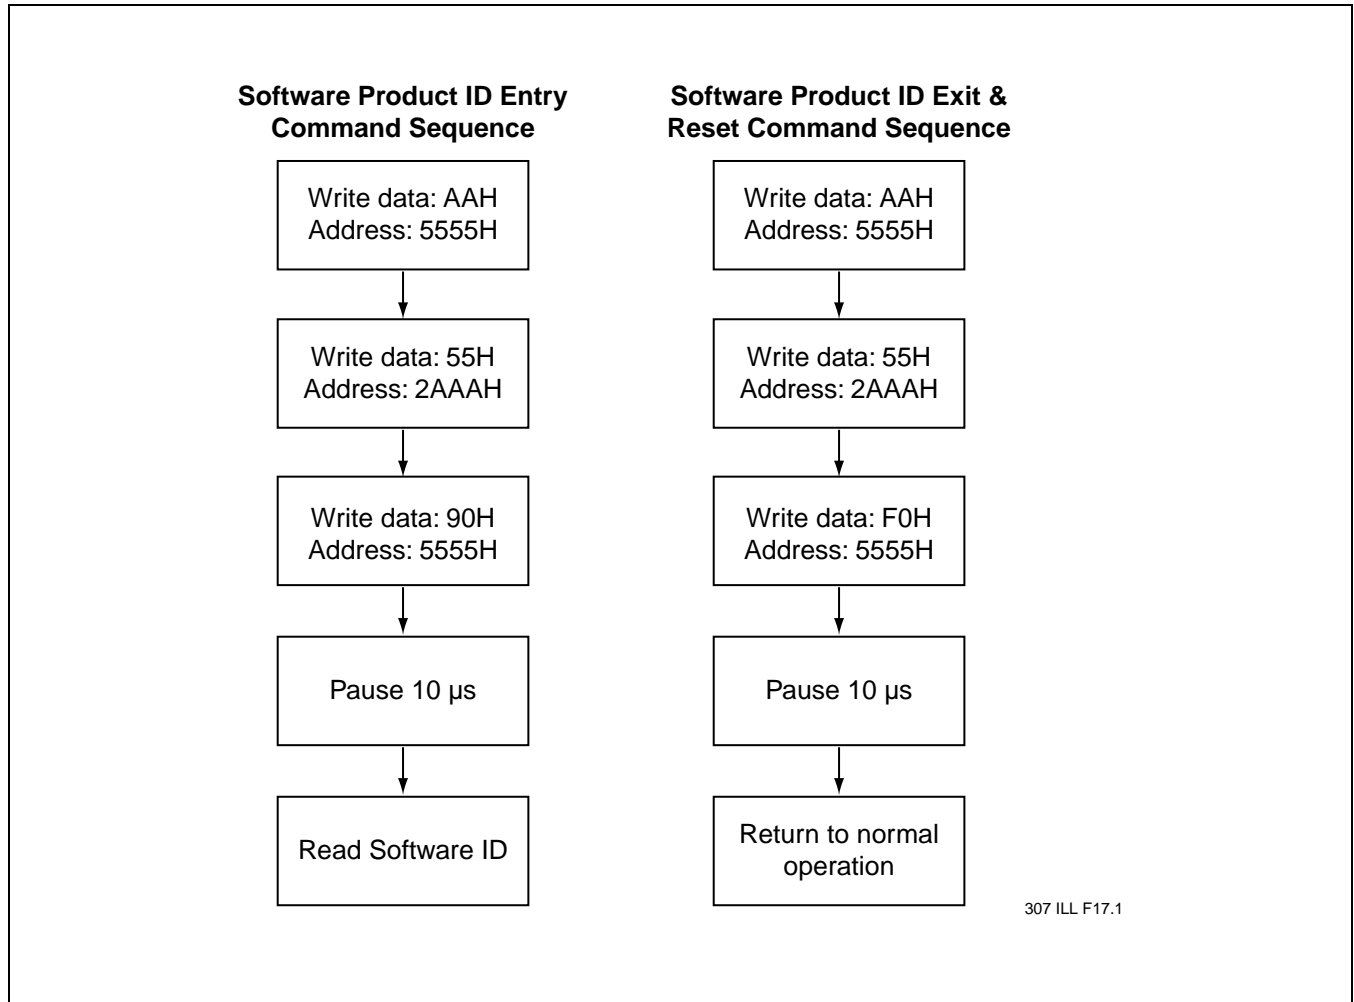 Software Product ID Entry
Command Sequence
Write data: AAH
Address: 5555H
Write data: 55H
Address: 2AAAH
Write data: 90H
Address: 5555H
Pause 10 µs
Read Software ID
Software Product ID Exit &
Reset Command Sequence
Write data: AAH
Address: 5555H
Write data: 55H
Address: 2AAAH
Write data: F0H
Address: 5555H
Pause 10 µs
Return to normal
operation
307 ILL F17.1